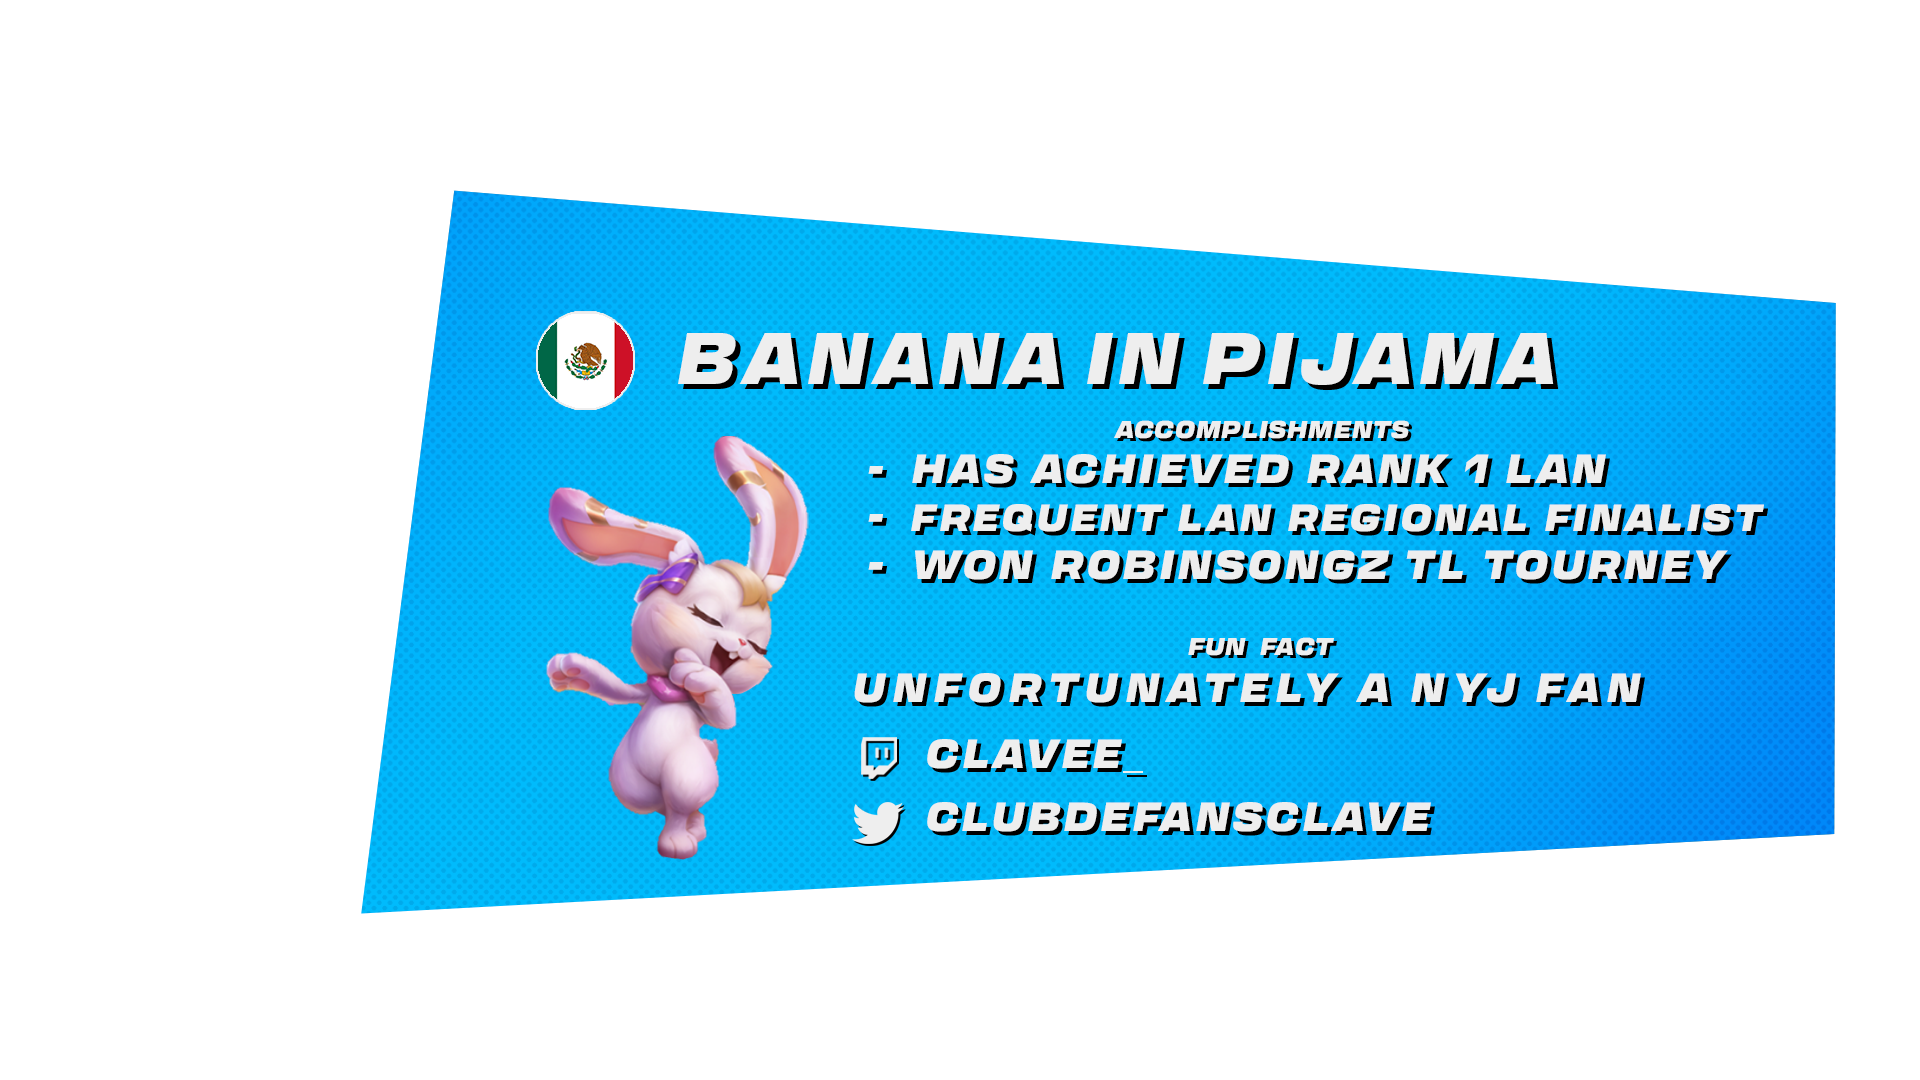 BANANA IN PIJAMA
ACCOMPLISHMENTS
- HAS ACHIEVED RANK 1 LAN
- FREQUENT LAN REGIONAL FINALIST
- WON ROBINSONGZ TL TOURNEY
FUN FACT
UNFORTUNATELY A NYJ FAN
CLAVEE_
CLUBDEFANSCLAVE